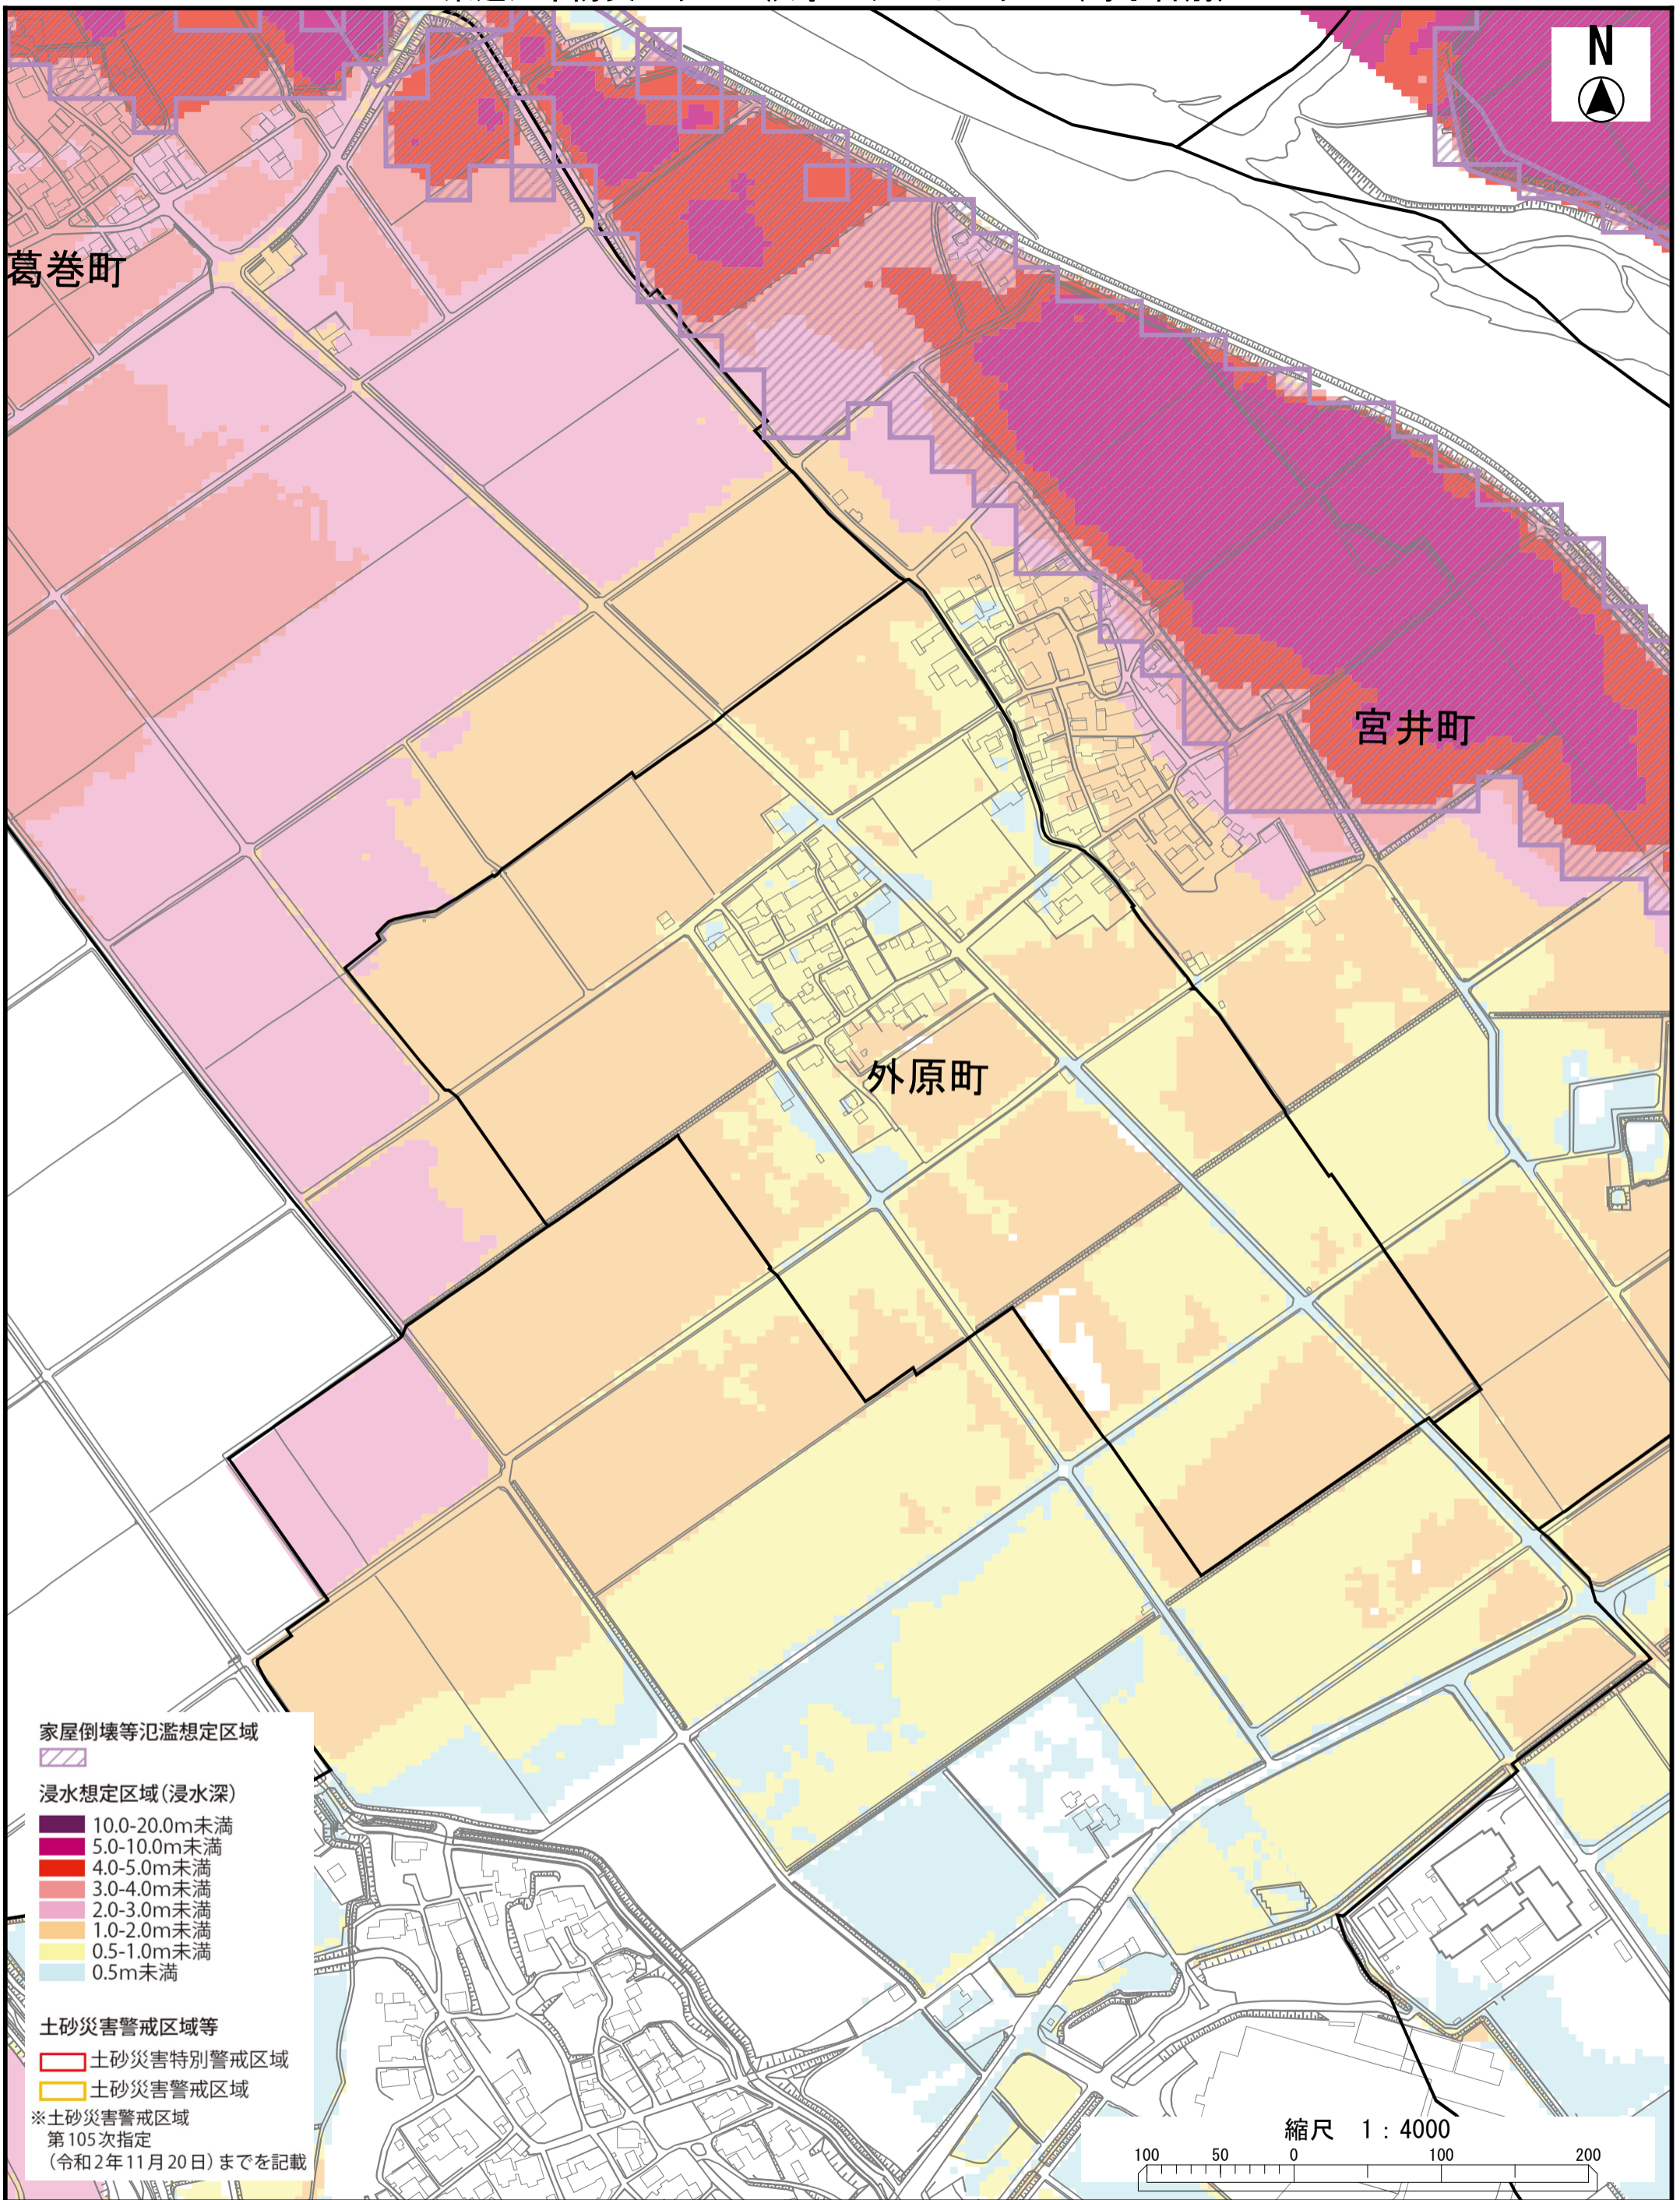 N
葛巻町
宮井町
外原町
家屋倒壊等氾濫想定区域
浸水想定区域(浸水深)
10.0-20.0m未満
5.0-10.0m未満
4.0-5.0m未満
3.0-4.0m未満
2.0-3.0m未満
1.0-2.0m未満
0.5-1.0m未満
0.5m未満
土砂災害警戒区域等
土砂災害特別警戒区域
土砂災害警戒区域
※土砂災害警戒区域
第105次指定
(令和2年11月20日)までを記載
縮尺 1：4000
100 50 0 100 200